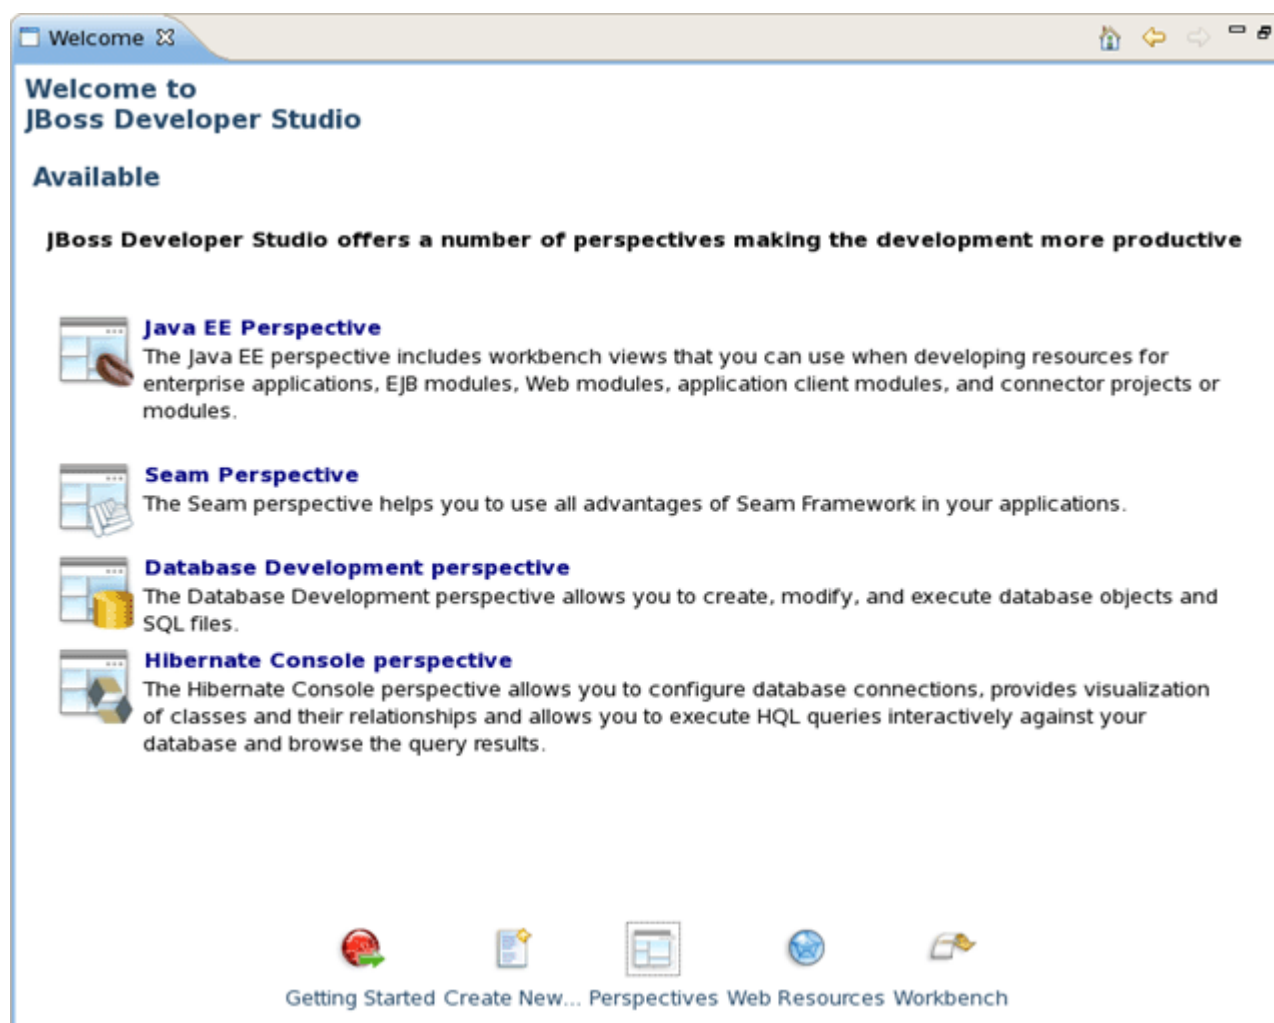 Welcome
Welcome to
JBoss Developer Studio
Available
JBoss Developer Studio offers a number of perspectives making the development more productive
Java EE Perspective
The Java EE perspective includes workbench views that you can use when developing resources for
enterprise applications, EJB modules, Web modules, application client modules, and connector projects or
modules.
Seam Perspective
The Seam perspective helps you to use all advantages of Seam Framework in your applications.
Database Development perspective
The Database Development perspective allows you to create, modify, and execute database objects and
SQL files.
Hibernate Console perspective
The Hibernate Console perspective allows you to configure database connections, provides visualization
of classes and their relationships and allows you to execute HQL queries interactively against your
database and browse the query results.
Getting Started Create New... Perspectives Web Resources Workbench